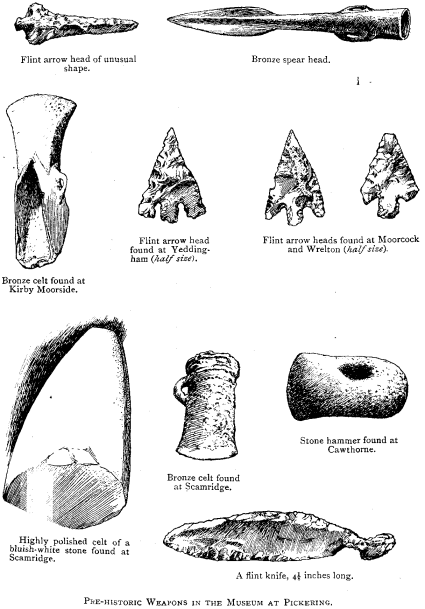 Flint arrow head of unusual
shape.
Bronze spear head.
Bronze celt found at
Kirby Moorside.
Flint arrow head
found at Yedding-
ham (half size).
Flint arrow heads found at Moorcock
and Wrelton (half size).
Highly polished celt of a
bluish-white stone found at
Scamridge.
Bronze celt found
at Scamridge.
Stone hammer found at
Cawthorne.
A flint knife, 4½ inches long.
Pre-historic Weapons in the Museum at Pickering.